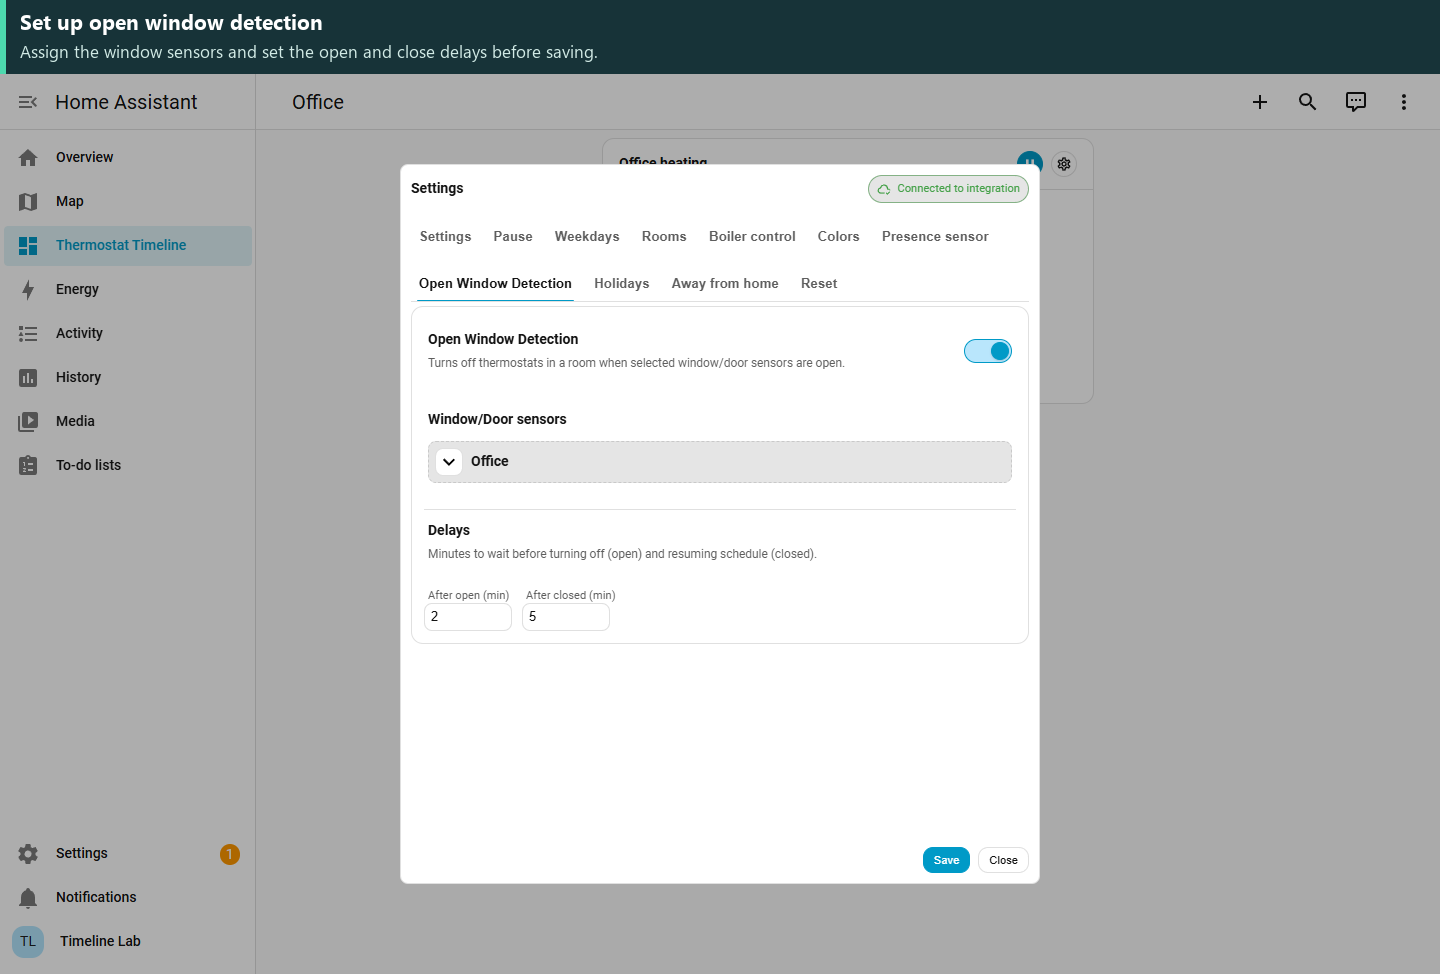 Set up open window detection
Assign the window sensors and set the open and close delays before saving.
Home Assistant
Office
Overview
Map
Thermostat Timeline
Energy
Activity
History
Media
To-do lists
Settings
1
Notifications
TL
Timeline Lab
Office heating
Settings
Connected to integration
Settings Pause Weekdays Rooms Boiler control Colors Presence sensor
Open Window Detection Holidays Away from home Reset
Open Window Detection
Turns off thermostats in a room when selected window/door sensors are open.
Window/Door sensors
Office
Delays
Minutes to wait before turning off (open) and resuming schedule (closed).
After open (min) After closed (min)
2 5
Save Close